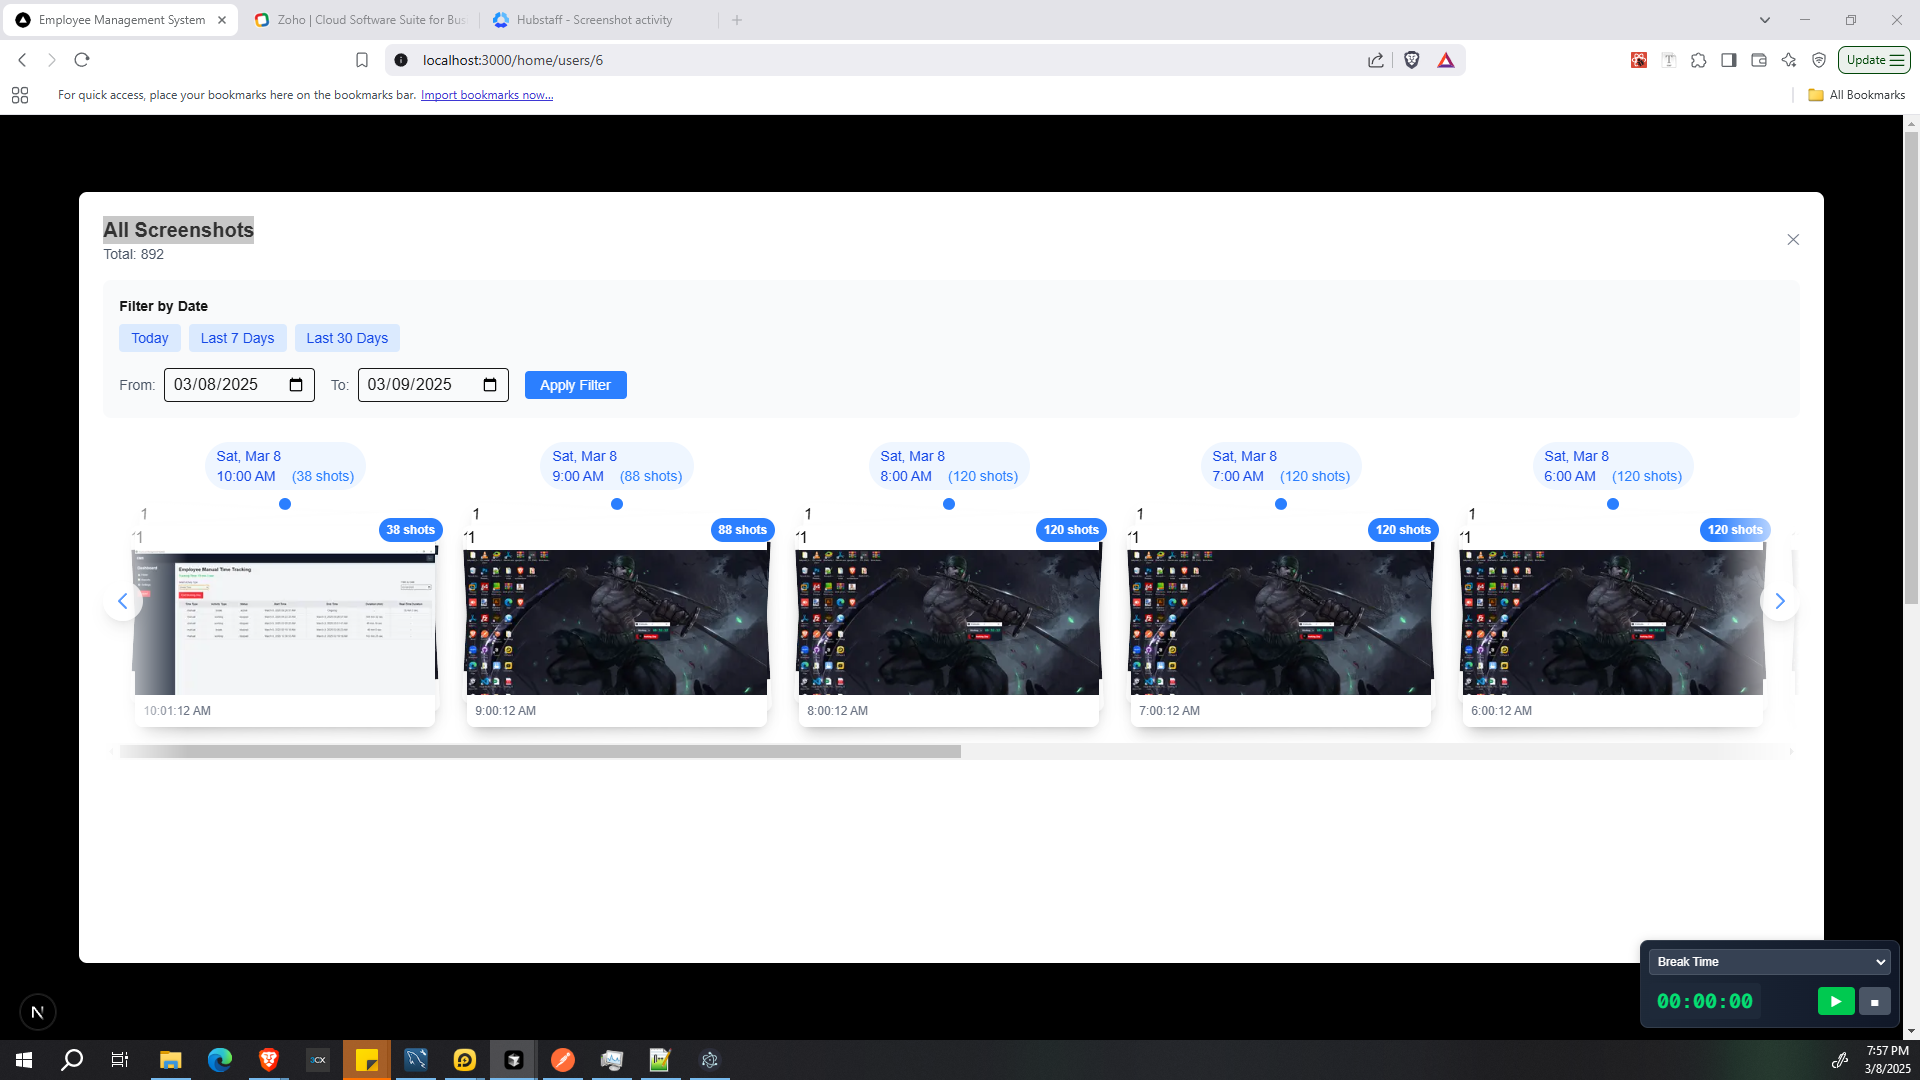 Employee Management System
Zoho | Cloud Software Suite for Bus
Hubstaff - Screenshot activity
localhost:3000/home/users/6
Update
For quick access, place your bookmarks here on the bookmarks bar. Import bookmarks now...
All Bookmarks
All Screenshots
Total: 892
Filter by Date
Today
Last 7 Days
Last 30 Days
From: 03/08/2025 To: 03/09/2025 Apply Filter
Sat, Mar 8
10:00 AM (38 shots)
Sat, Mar 8
9:00 AM (88 shots)
Sat, Mar 8
8:00 AM (120 shots)
Sat, Mar 8
7:00 AM (120 shots)
Sat, Mar 8
6:00 AM (120 shots)
1
1
38 shots
Dashboard
Employee Manual Time Tracking
10:01:12 AM
1
1
88 shots
9:00:12 AM
1
1
120 shots
8:00:12 AM
1
1
120 shots
7:00:12 AM
1
1
120 shots
6:00:12 AM
Break Time
00:00:00
N
3CX
7:57 PM
3/8/2025